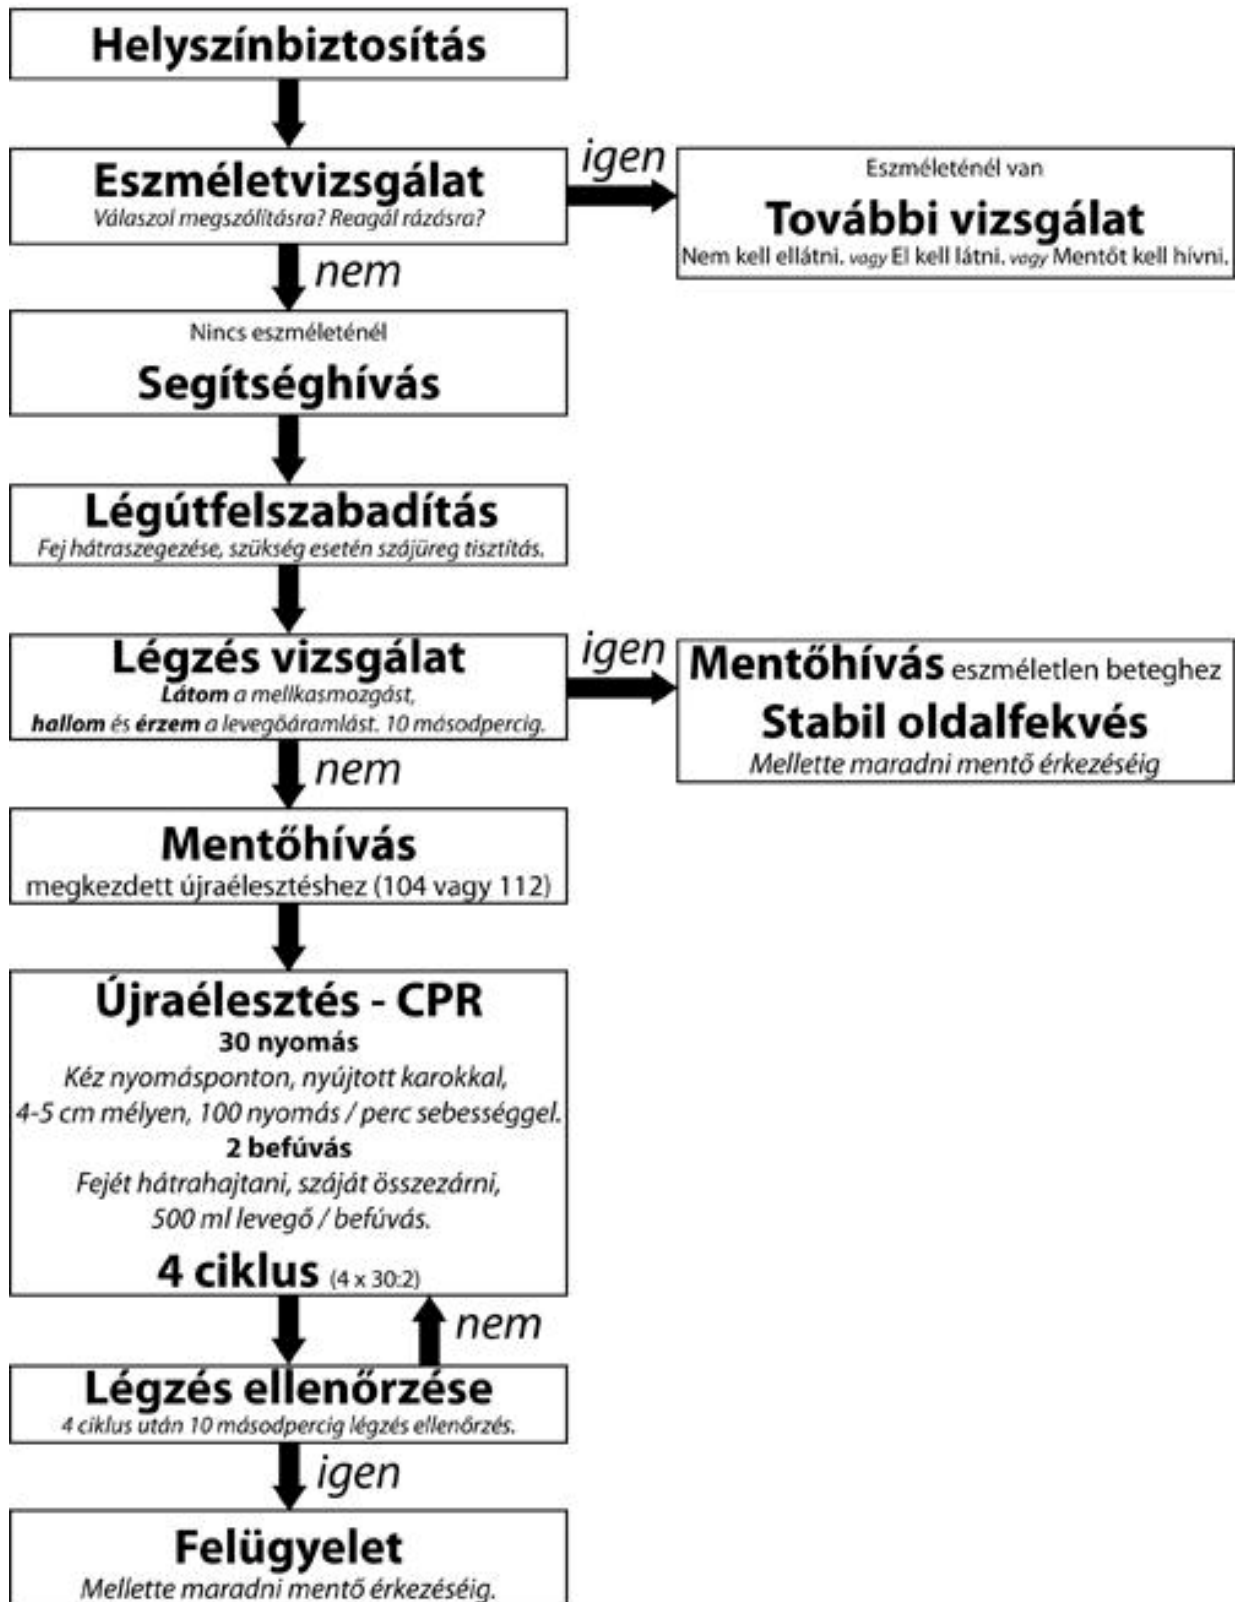 Helyszínbiztosítás
Eszméletvizsgálat
Válaszol megszólításra? Reagál rázásra?
igen
Eszméleténél van
További vizsgálat
Nem kell ellátni. vagy El kell látni. vagy Mentőt kell hívni.
nem
Nincs eszméleténél
Segítséghívás
Légútfelszabadítás
Fej hátraszegezése, szükség esetén szájüreg tisztítás.
Légzés vizsgálat
Látom a mellkasmozgást,
hallom és érzem a levegőáramlást. 10 másodpercig.
igen
Mentőhívás eszméletlen beteghez
Stabil oldalfekvés
Mellette maradni mentő érkezéséig
nem
Mentőhívás
megkezdett újraélesztéshez (104 vagy 112)
Újraélesztés - CPR
30 nyomás
Kéz nyomásponton, nyújtott karokkal,
4-5 cm mélyen, 100 nyomás / perc sebességgel.
2 befúvás
Fejét hátrahajtani, száját összezárni,
500 ml levegő / befúvás.
4 ciklus (4 x 30:2)
nem
Légzés ellenőrzése
4 ciklus után 10 másodpercig légzés ellenőrzés.
igen
Felügyelet
Mellette maradni mentő érkezéséig.